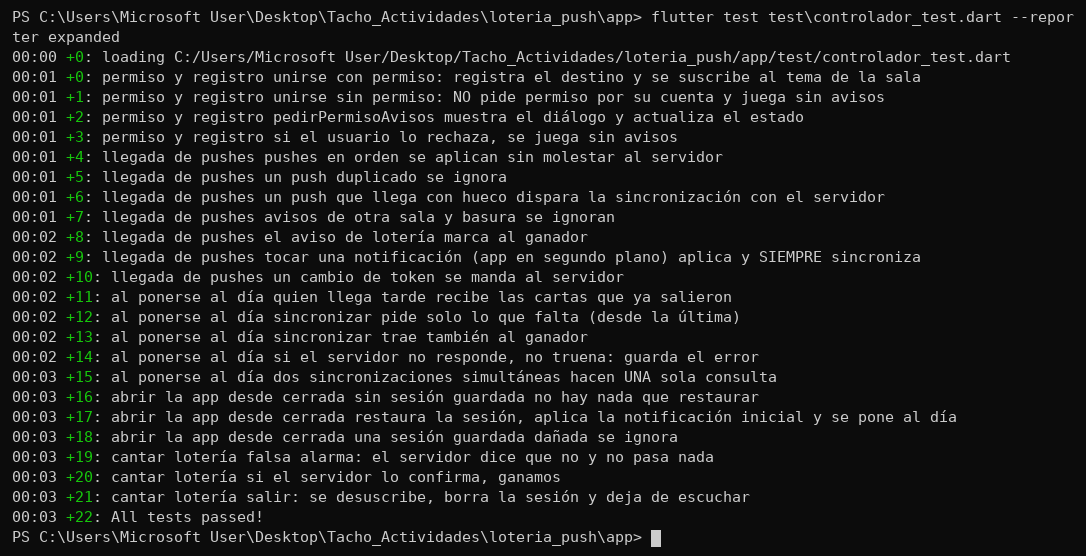 PS C:\Users\Microsoft User\Desktop\Tacho_Actividades\loteria_push\app> flutter test test\controlador_test.dart --repor
ter expanded
00:00 +0: loading C:/Users/Microsoft User/Desktop/Tacho_Actividades/loteria_push/app/test/controlador_test.dart
00:01 +0: permiso y registro unirse con permiso: registra el destino y se suscribe al tema de la sala
00:01 +1: permiso y registro unirse sin permiso: NO pide permiso por su cuenta y juega sin avisos
00:01 +2: permiso y registro pedirPermisoAvisos muestra el diálogo y actualiza el estado
00:01 +3: permiso y registro si el usuario lo rechaza, se juega sin avisos
00:01 +4: llegada de pushes pushes en orden se aplican sin molestar al servidor
00:01 +5: llegada de pushes un push duplicado se ignora
00:01 +6: llegada de pushes un push que llega con hueco dispara la sincronización con el servidor
00:01 +7: llegada de pushes avisos de otra sala y basura se ignoran
00:02 +8: llegada de pushes el aviso de lotería marca al ganador
00:02 +9: llegada de pushes tocar una notificación (app en segundo plano) aplica y SIEMPRE sincroniza
00:02 +10: llegada de pushes un cambio de token se manda al servidor
00:02 +11: al ponerse al día quien llega tarde recibe las cartas que ya salieron
00:02 +12: al ponerse al día sincronizar pide solo lo que falta (desde la última)
00:02 +13: al ponerse al día sincronizar trae también al ganador
00:02 +14: al ponerse al día si el servidor no responde, no truena: guarda el error
00:03 +15: al ponerse al día dos sincronizaciones simultáneas hacen UNA sola consulta
00:03 +16: abrir la app desde cerrada sin sesión guardada no hay nada que restaurar
00:03 +17: abrir la app desde cerrada restaura la sesión, aplica la notificación inicial y se pone al día
00:03 +18: abrir la app desde cerrada una sesión guardada dañada se ignora
00:03 +19: cantar lotería falsa alarma: el servidor dice que no y no pasa nada
00:03 +20: cantar lotería si el servidor lo confirma, ganamos
00:03 +21: cantar lotería salir: se desuscribe, borra la sesión y deja de escuchar
00:03 +22: All tests passed!
PS C:\Users\Microsoft User\Desktop\Tacho_Actividades\loteria_push\app>